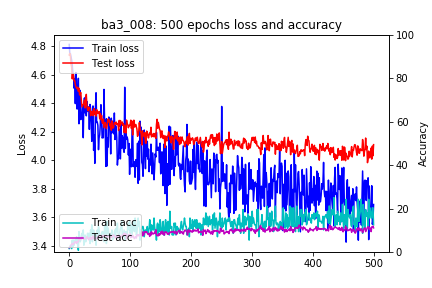 ba3_008: 500 epochs loss and accuracy
Train loss
Test loss
Train acc
Test acc
Loss
4.8
4.6
4.4
4.2
4.0
3.8
3.6
3.4
Accuracy
100
80
60
40
20
0
0
100
200
300
400
500